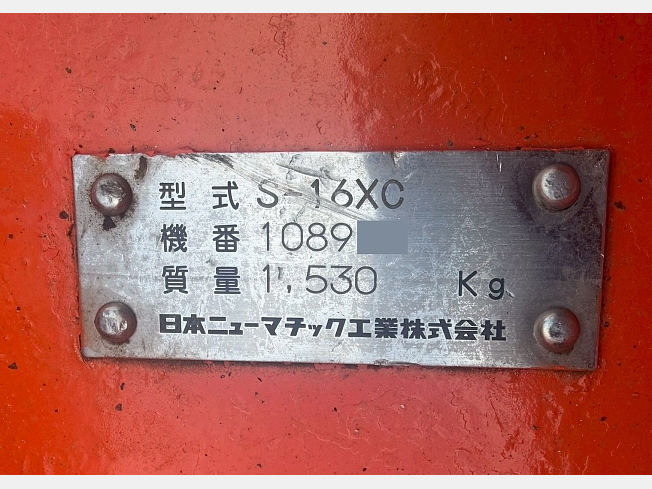 型式 S-16XC
機番 1089
質量 1,530 Kg
日本ニューマチック工業株式会社